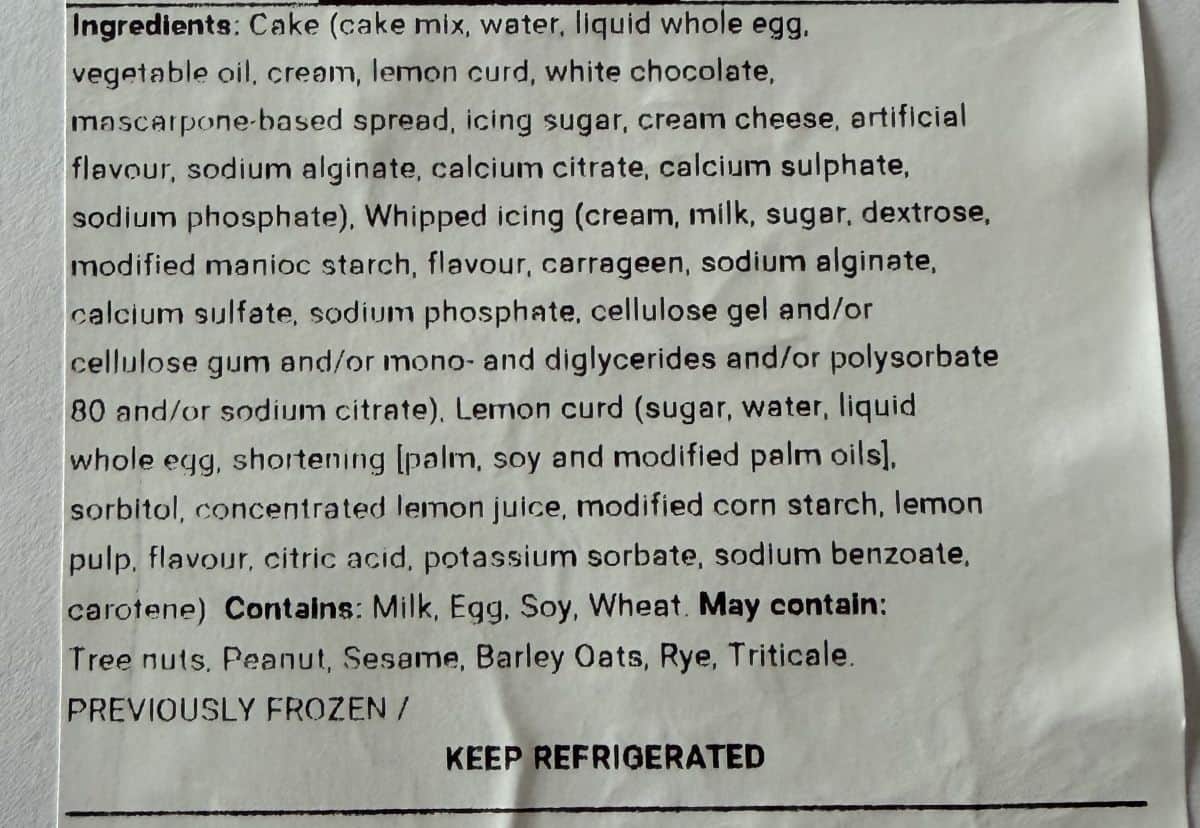 Ingredients: Cake (cake mix, water, liquid whole egg,
vegetable oil, cream, lemon curd, white chocolate,
mascarpone-based spread, icing sugar, cream cheese, artificial
flavour, sodium alginate, calcium citrate, calcium sulphate,
sodium phosphate), Whipped icing (cream, milk, sugar, dextrose,
modified manioc starch, flavour, carrageen, sodium alginate,
calcium sulfate, sodium phosphate, cellulose gel and/or
cellulose gum and/or mono- and diglycerides and/or polysorbate
80 and/or sodium citrate), Lemon curd (sugar, water, liquid
whole egg, shortening [palm, soy and modified palm oils],
sorbitol, concentrated lemon juice, modified corn starch, lemon
pulp, flavour, citric acid, potassium sorbate, sodium benzoate,
carotene) Contains: Milk, Egg, Soy, Wheat. May contain:
Tree nuts, Peanut, Sesame, Barley Oats, Rye, Triticale.
PREVIOUSLY FROZEN /
KEEP REFRIGERATED